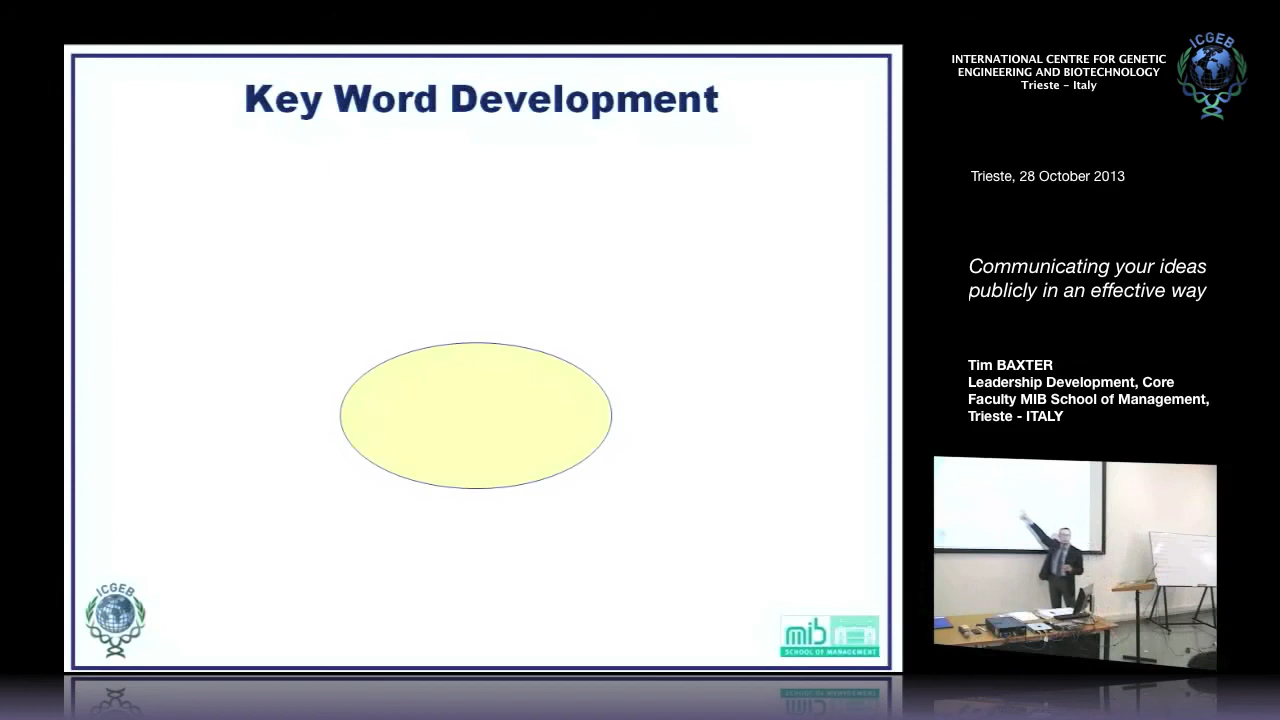 Key Word Development
ICGEB
mib
SCHOOL OF MANAGEMENT
INTERNATIONAL CENTRE FOR GENETIC
ENGINEERING AND BIOTECHNOLOGY
Trieste - Italy
ICGEB
Trieste, 28 October 2013
Communicating your ideas
publicly in an effective way
Tim BAXTER
Leadership Development, Core
Faculty MIB School of Management,
Trieste - ITALY